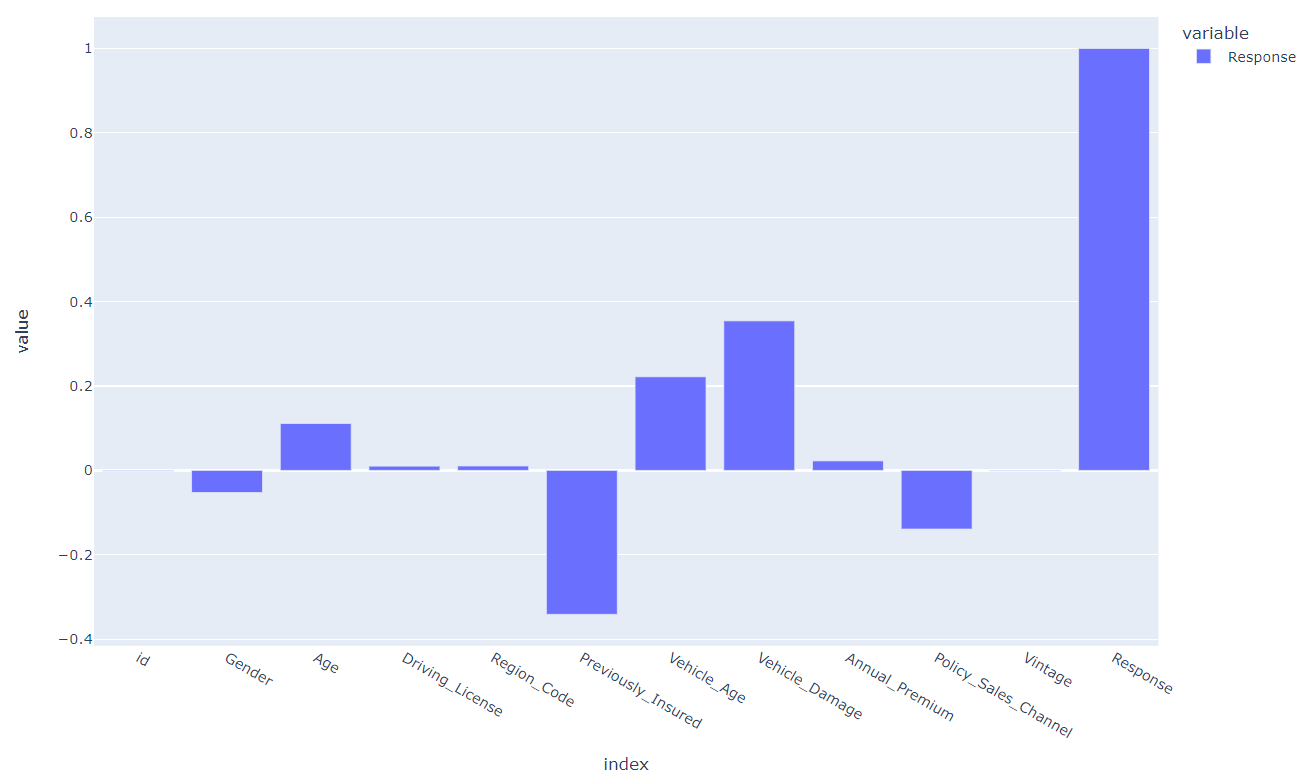 variable
Response
1
0.8
0.6
0.4
0.2
0
−0.2
−0.4
value
id
Gender
Age
Driving_License
Region_Code
Previously_Insured
Vehicle_Age
Vehicle_Damage
Annual_Premium
Policy_Sales_Channel
Vintage
Response
index